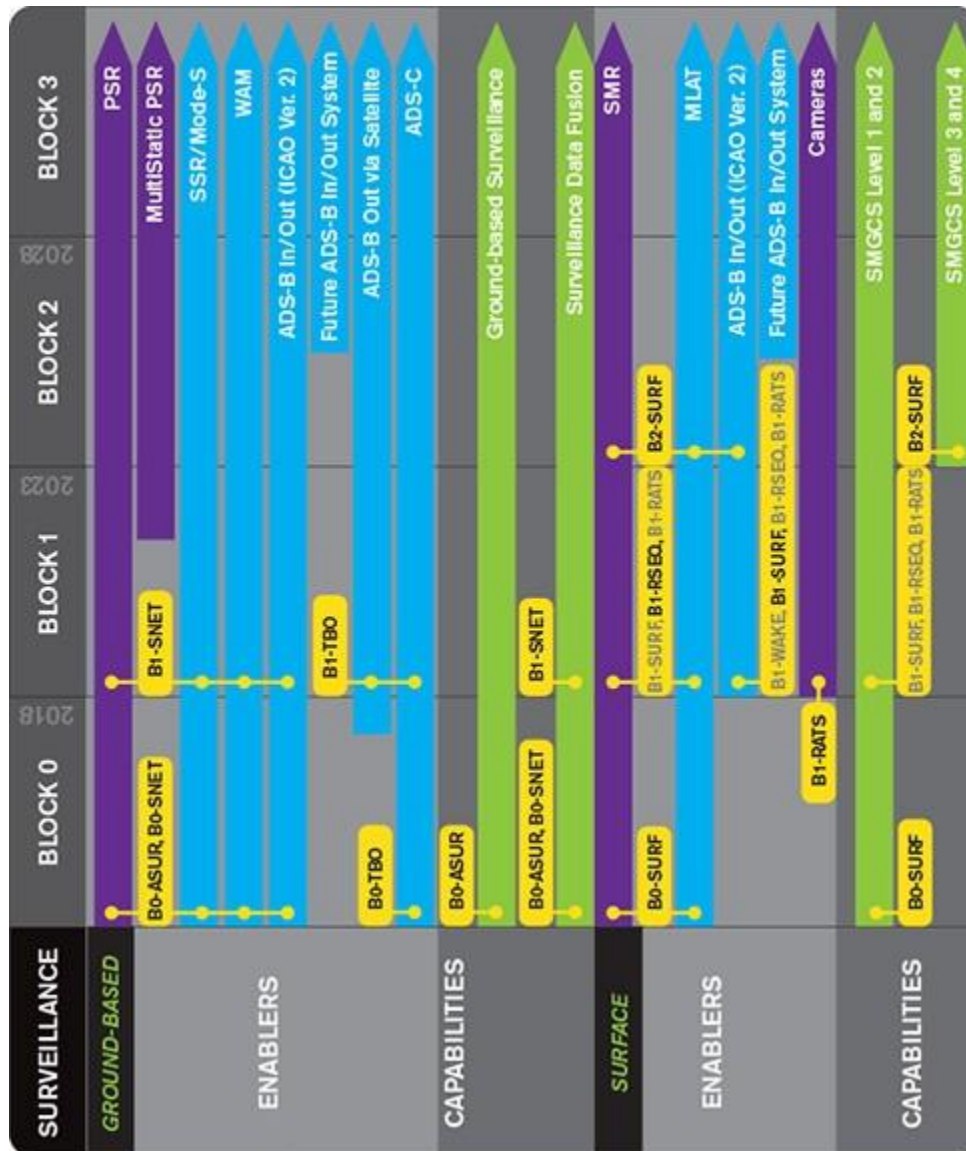 SURVEILLANCE
BLOCK 0
2018
BLOCK 1
2023
BLOCK 2
2028
BLOCK 3
GROUND-BASED
ENABLERS
PSR
B0-ASUR, B0-SNET
B1-SNET
MultiStatic PSR
SSR/Mode-S
WAM
ADS-B In/Out (ICAO Ver. 2)
B1-TBO
Future ADS-B In/Out System
B0-TBO
ADS-B Out via Satellite
ADS-C
CAPABILITIES
B0-ASUR
Ground-based Surveillance
B0-ASUR, B0-SNET
B1-SNET
Surveillance Data Fusion
SURFACE
ENABLERS
SMR
B0-SURF
B1-SURF, B1-RSEQ, B1-RATS
B2-SURF
MLAT
ADS-B In/Out (ICAO Ver. 2)
B1-WAKE, B1-SURF, B1-RSEQ, B1-RATS
Future ADS-B In/Out System
B1-RATS
Cameras
CAPABILITIES
SMGCS Level 1 and 2
B0-SURF
B1-SURF, B1-RSEQ, B1-RATS
B2-SURF
SMGCS Level 3 and 4